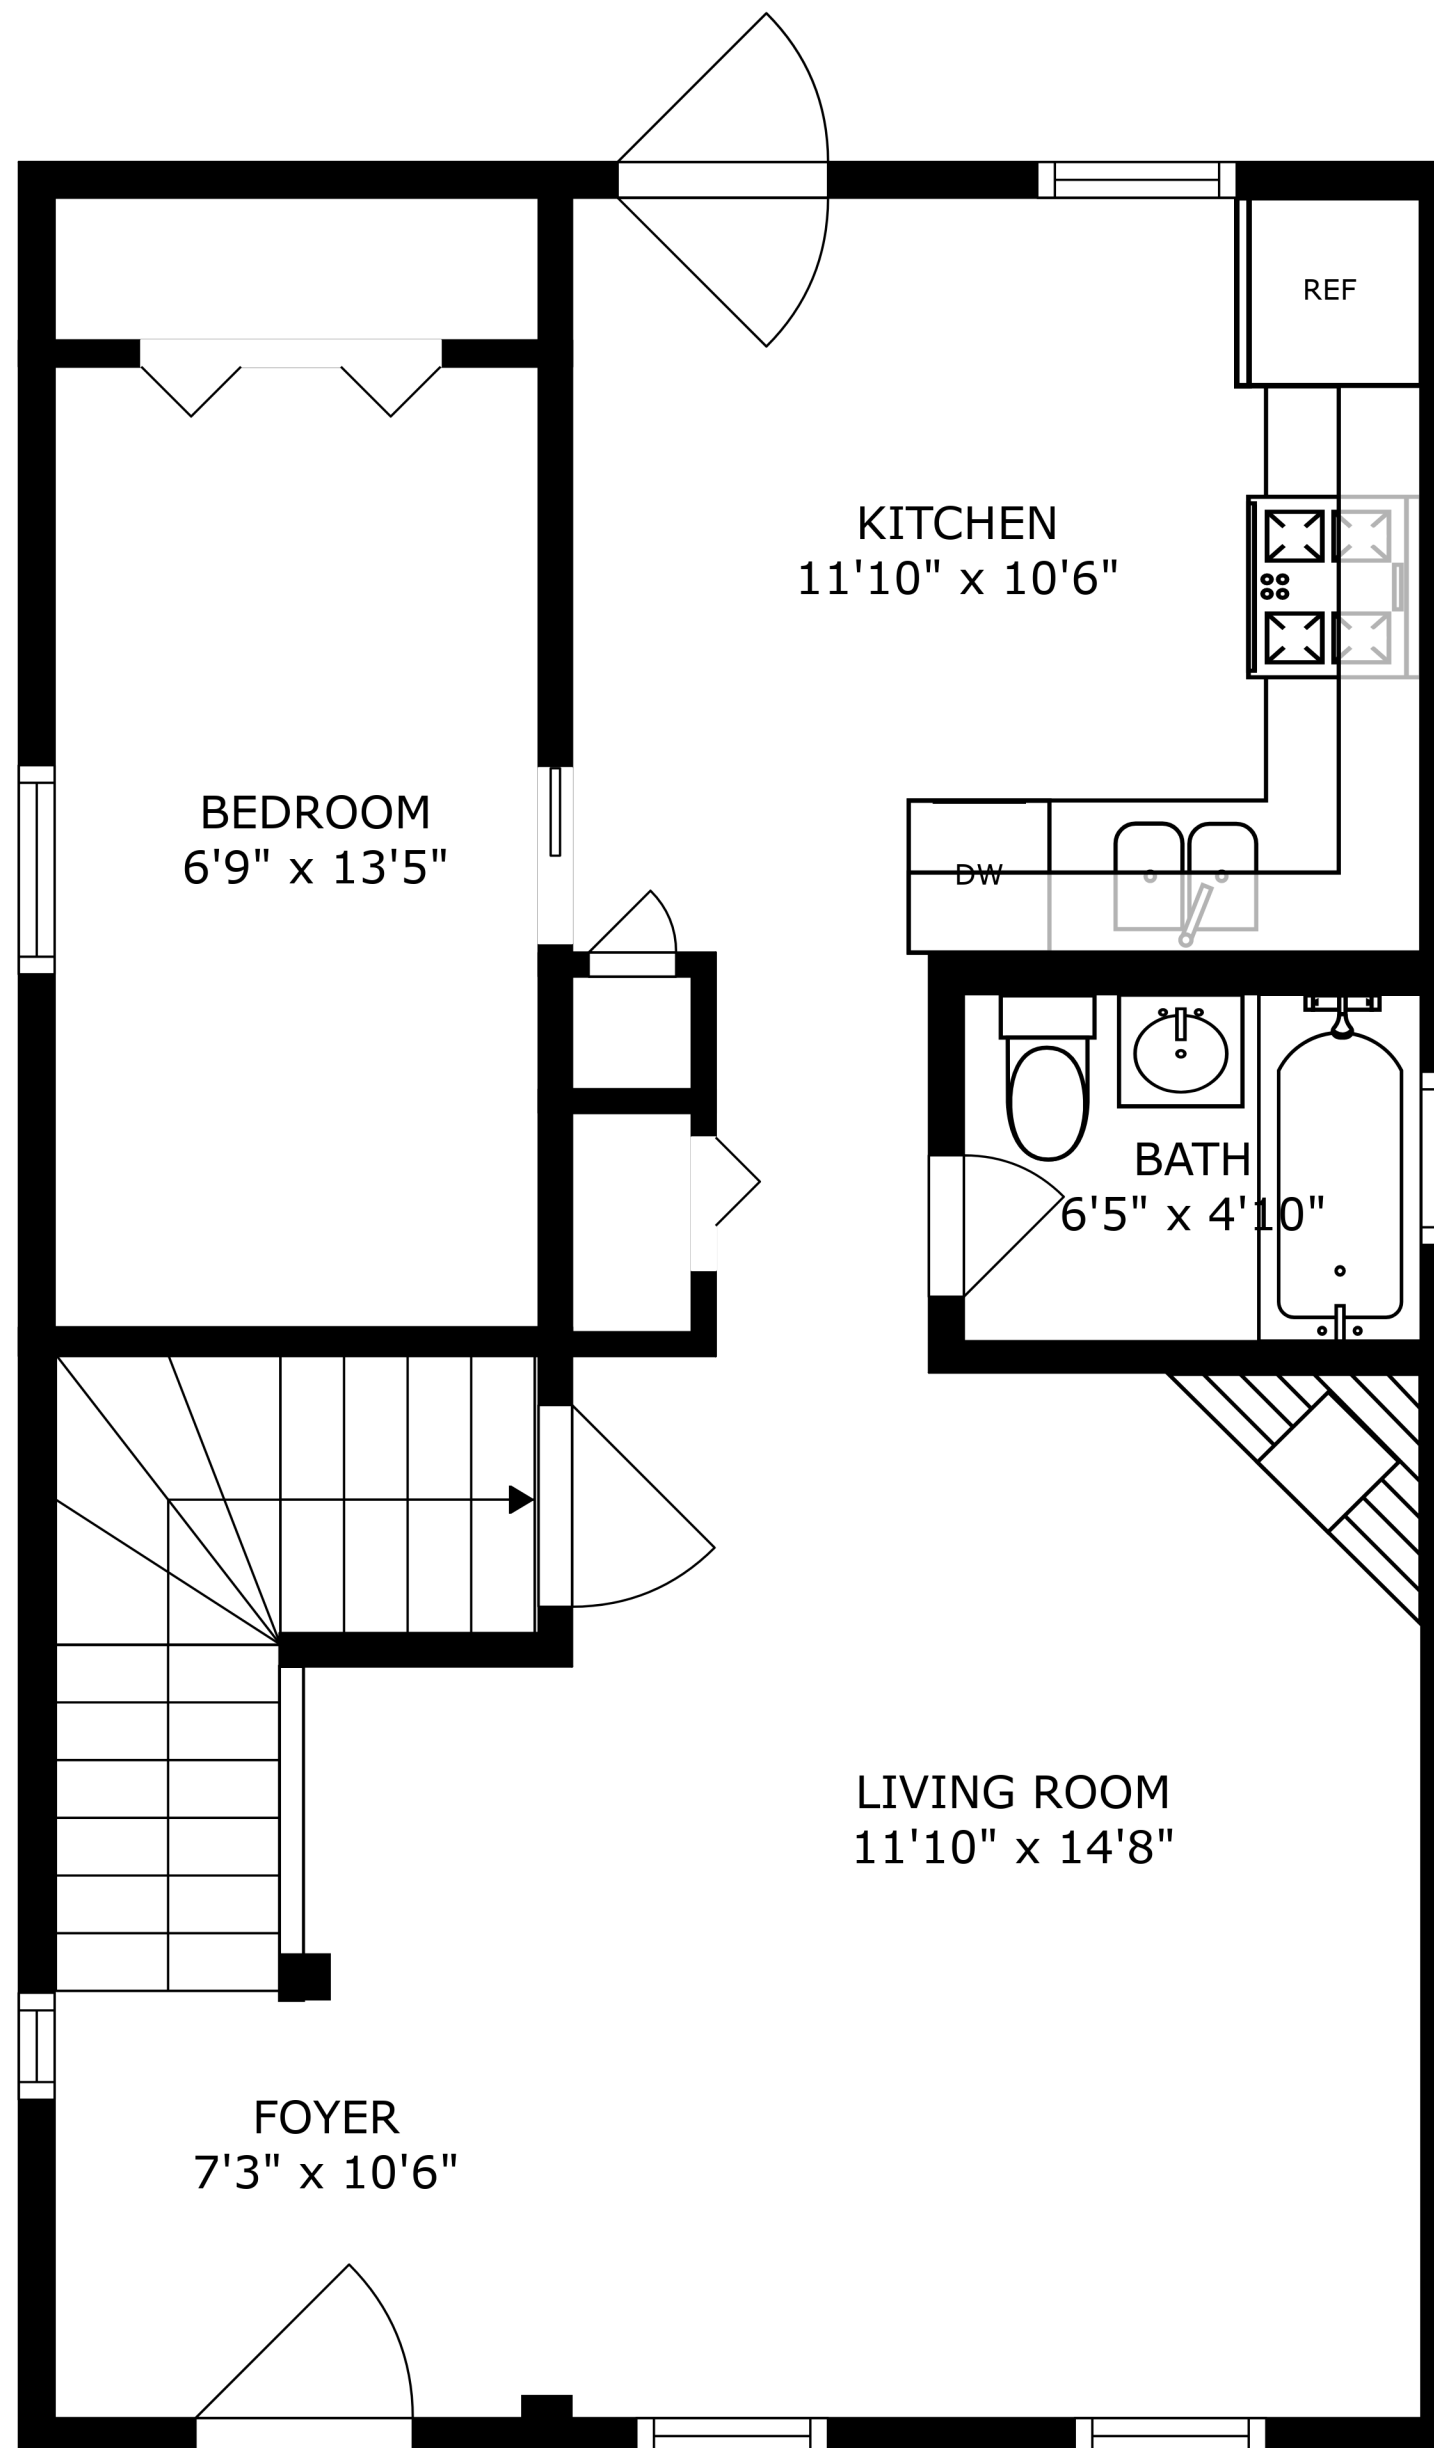 REF
KITCHEN
11'10" x 10'6"
BEDROOM
6'9" x 13'5"
DW
BATH
6'5" x 4'10"
LIVING ROOM
11'10" x 14'8"
FOYER
7'3" x 10'6"